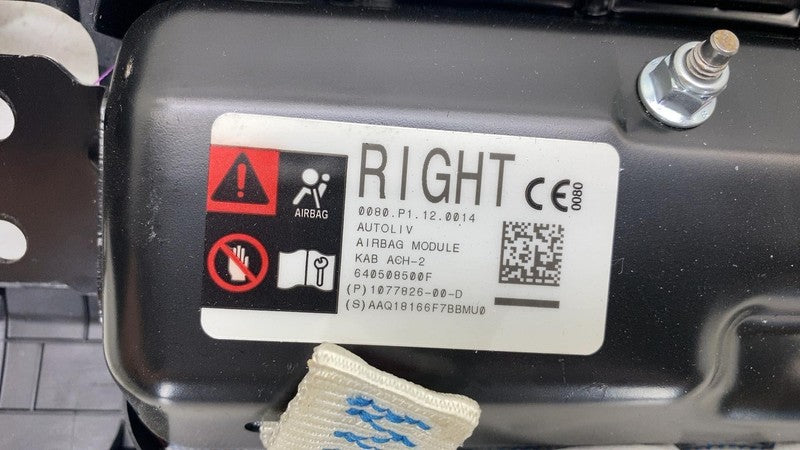 RIGHT
CE 0080
AIRBAG
0080.P1.12.0014
AUTOLIV
AIRBAG MODULE
KAB ACH-2
640508500F
(P)1077826-00-D
(S)AAQ18166F7BBMU0